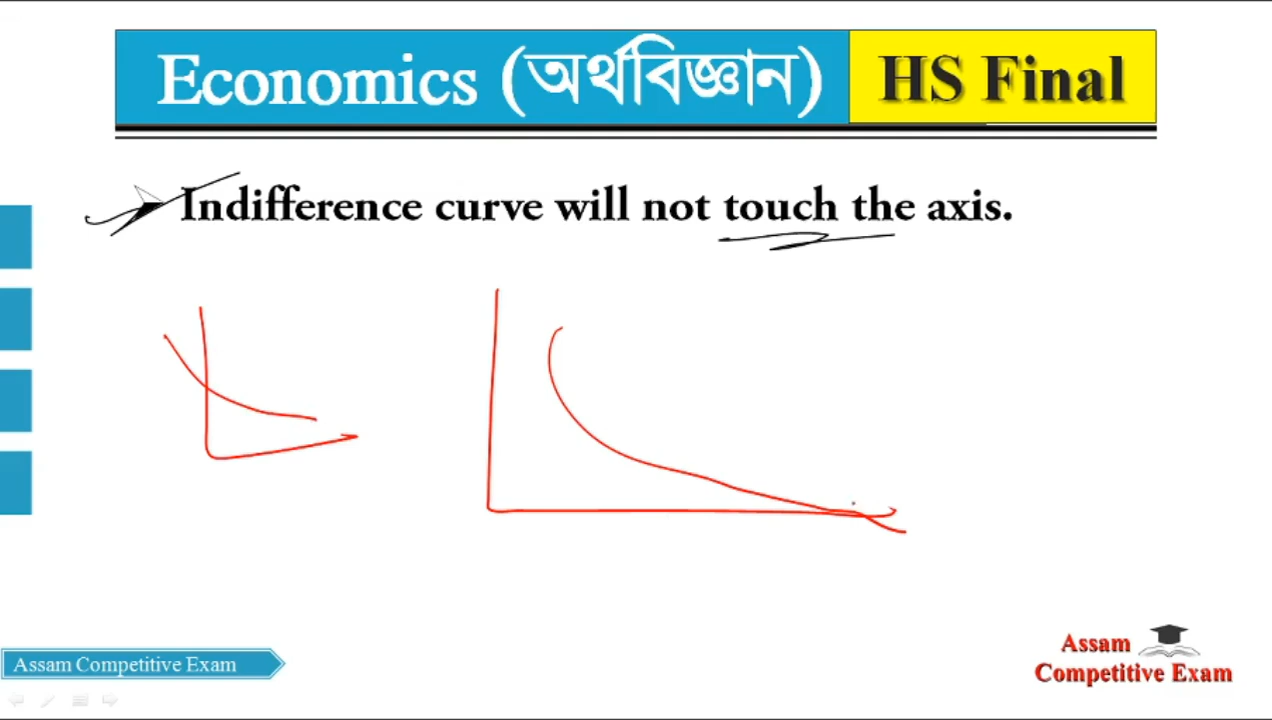 Economics (অৰ্থবিজ্ঞান) HS Final
Indifference curve will not touch the axis.
Assam Competitive Exam
Assam
Competitive Exam